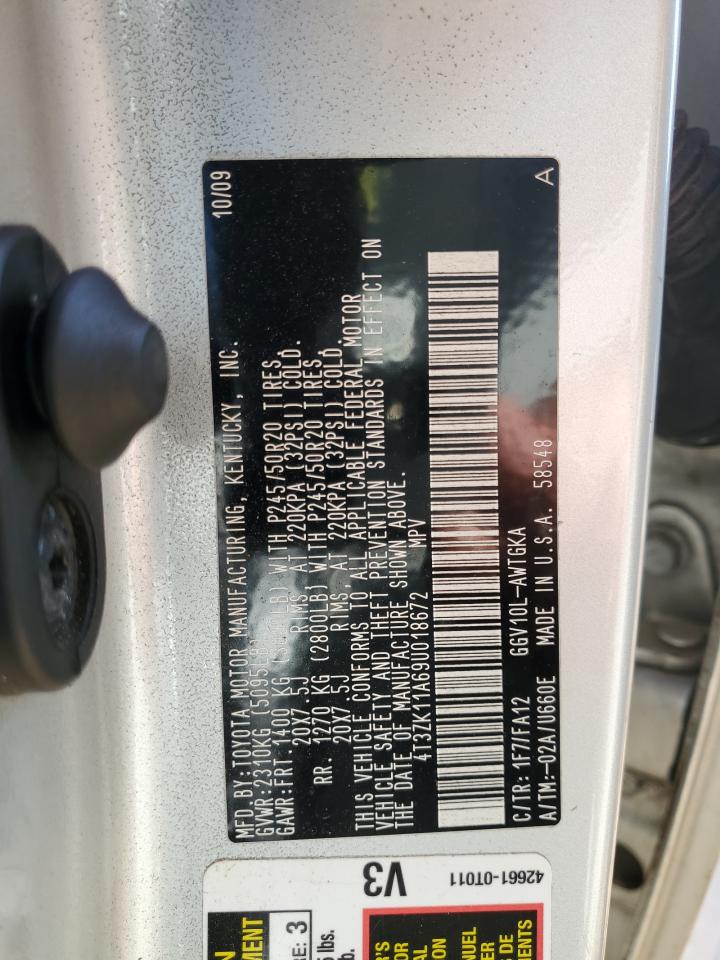 MFD.BY:TOYOTA MOTOR MANUFACTURING, KENTUCKY, INC. 10/09
GVWR:2310KG(5095LB)
GAWR:FRT:1400 KG WITH P245/50R20 TIRES,
20X7 5J RIMS, AT 220KPA (32PSI) COLD.
RR. 1270 KG (2800LB) WITH P245/50R20 TIRES,
20X7 5J RIMS, AT 220KPA (32PSI) COLD.
THIS VEHICLE CONFORMS TO ALL APPLICABLE FEDERAL MOTOR
VEHICLE SAFETY AND THEFT PREVENTION STANDARDS IN EFFECT ON
THE DATE OF MANUFACTURE SHOWN ABOVE.
4T3ZK11A69U018672 MPV
C/TR: 1F7/FA12 GGV10L-AWTGKA
A/TM:-02A/U660E MADE IN U.S.A. 58548 A
V3
42661-0T011
RE: 3
lbs.